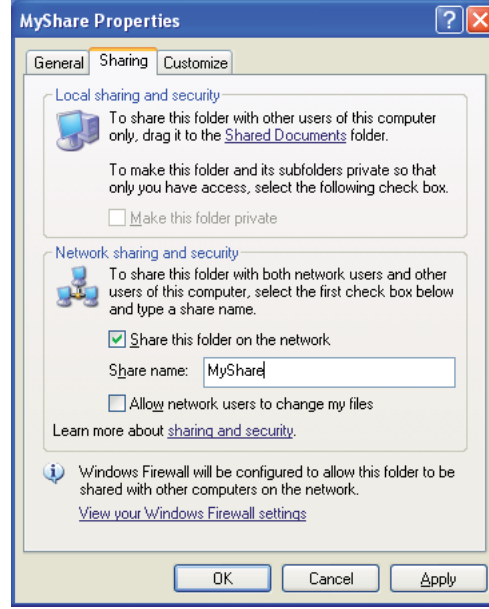 MyShare Properties
General Sharing Customize
Local sharing and security
To share this folder with other users of this computer
only, drag it to the Shared Documents folder.
To make this folder and its subfolders private so that
only you have access, select the following check box.
Make this folder private
Network sharing and security
To share this folder with both network users and other
users of this computer, select the first check box below
and type a share name.
Share this folder on the network
Share name: MyShare
Allow network users to change my files
Learn more about sharing and security.
Windows Firewall will be configured to allow this folder to be
shared with other computers on the network.
View your Windows Firewall settings
OK Cancel Apply